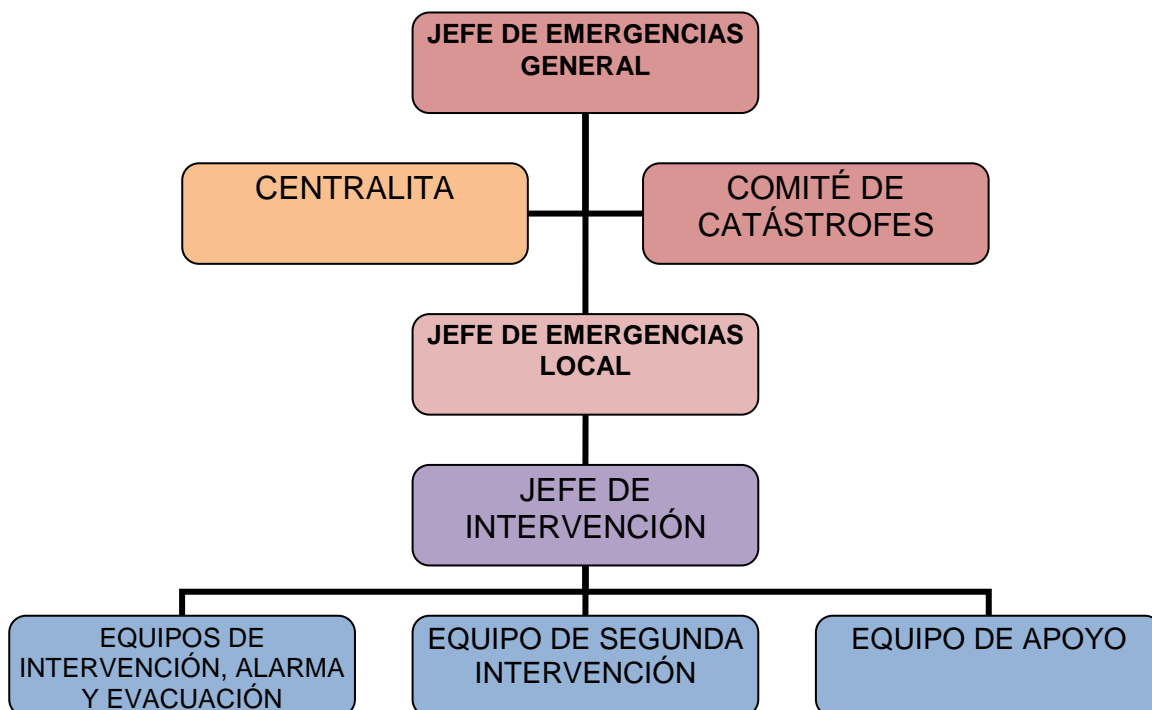 JEFE DE EMERGENCIAS
GENERAL
CENTRALITA
COMITÉ DE
CATÁSTROFES
JEFE DE EMERGENCIAS
LOCAL
JEFE DE
INTERVENCIÓN
EQUIPOS DE
INTERVENCIÓN, ALARMA
Y EVACUACIÓN
EQUIPO DE SEGUNDA
INTERVENCIÓN
EQUIPO DE APOYO